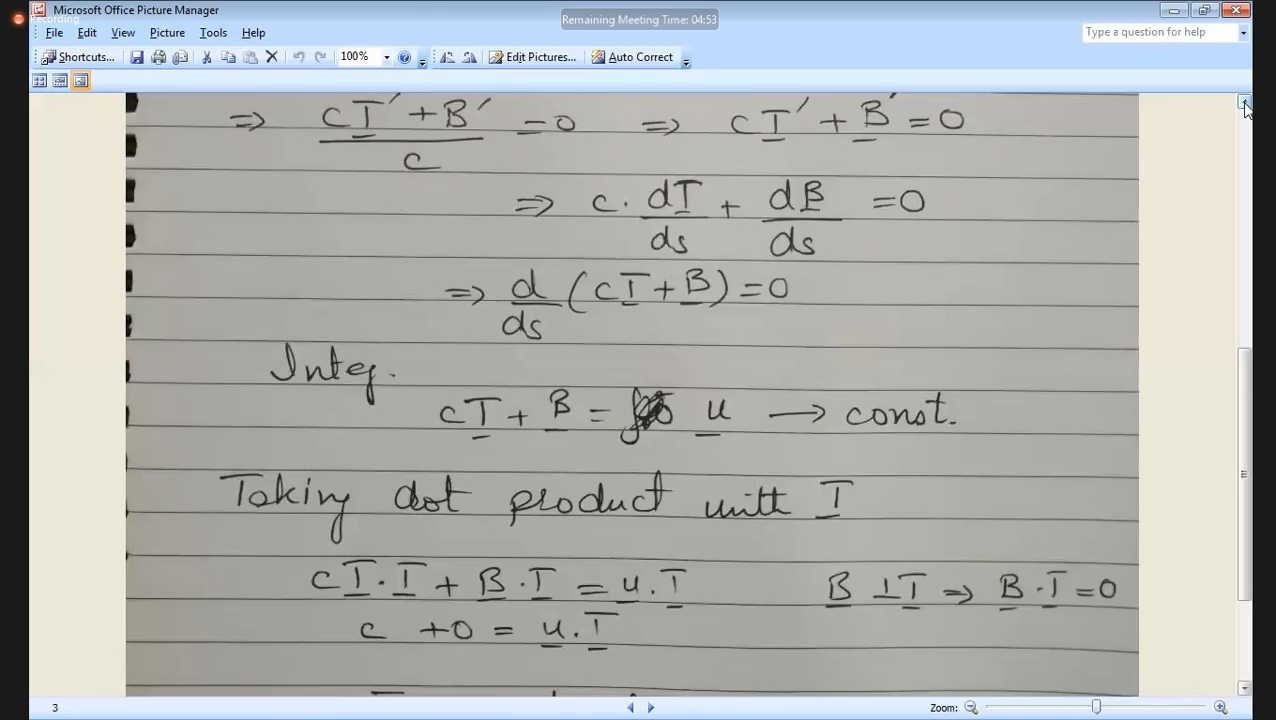 Recording
Microsoft Office Picture Manager
Remaining Meeting Time: 04:53
File Edit View Picture Tools Help
Type a question for help
Shortcuts... 100% Edit Pictures... Auto Correct
=> cT' + B' / c = 0 => cT' + B' = 0
=> c. dT/ds + dB/ds = 0
=> d/ds (cT + B) = 0
Integ.
cT + B = u → const.
Taking dot product with T
cT.T + B.T = u.T B ⊥ T => B.T = 0
c + 0 = u.T
3
Zoom: